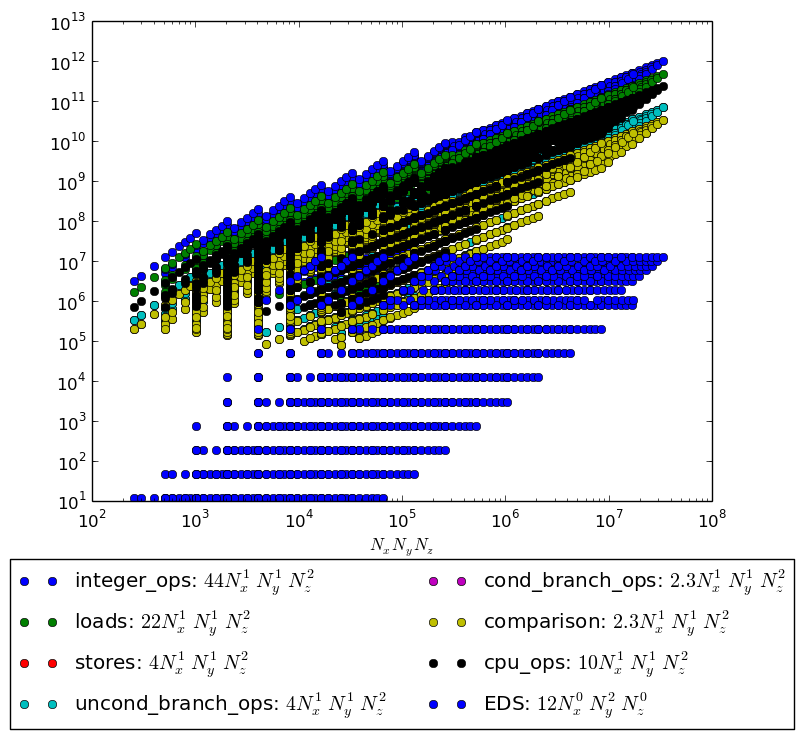 10^13
10^12
10^11
10^10
10^9
10^8
10^7
10^6
10^5
10^4
10^3
10^2
10^1
10^2 10^3 10^4 10^5 10^6 10^7 10^8
N_x N_y N_z
integer_ops: 44N_x^1 N_y^1 N_z^2
loads: 22N_x^1 N_y^1 N_z^2
stores: 4N_x^1 N_y^1 N_z^2
uncond_branch_ops: 4N_x^1 N_y^1 N_z^2
cond_branch_ops: 2.3N_x^1 N_y^1 N_z^2
comparison: 2.3N_x^1 N_y^1 N_z^2
cpu_ops: 10N_x^1 N_y^1 N_z^2
EDS: 12N_x^0 N_y^2 N_z^0